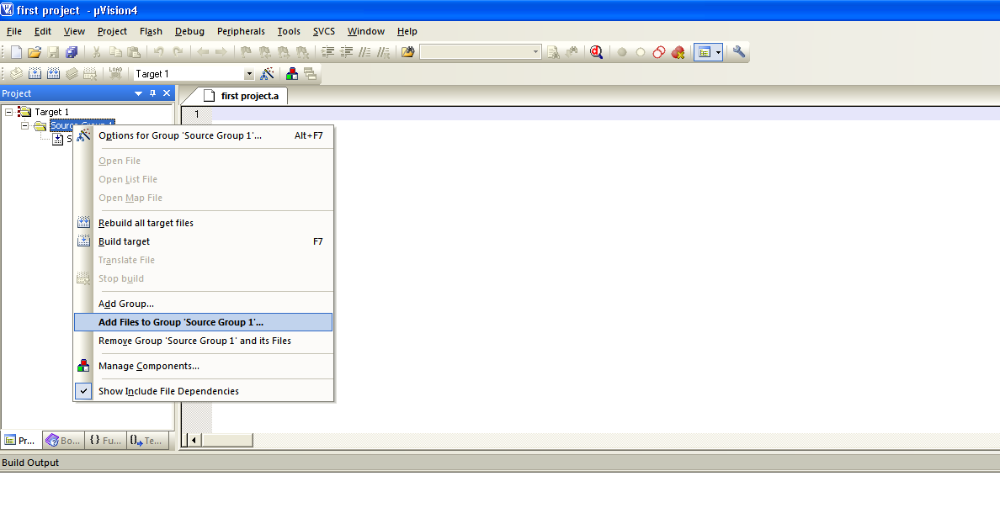 first project - µVision4
File Edit View Project Flash Debug Peripherals Tools SVCS Window Help
LOAD
Target 1
Project
first project.a
1
Target 1
Source Group 1
S
Options for Group 'Source Group 1'... Alt+F7
Open File
Open List File
Open Map File
Rebuild all target files
Build target F7
Translate File
Stop build
Add Group...
Add Files to Group 'Source Group 1'...
Remove Group 'Source Group 1' and its Files
Manage Components...
Show Include File Dependencies
Pr... Bo... {} Fu... {} Te...
Build Output